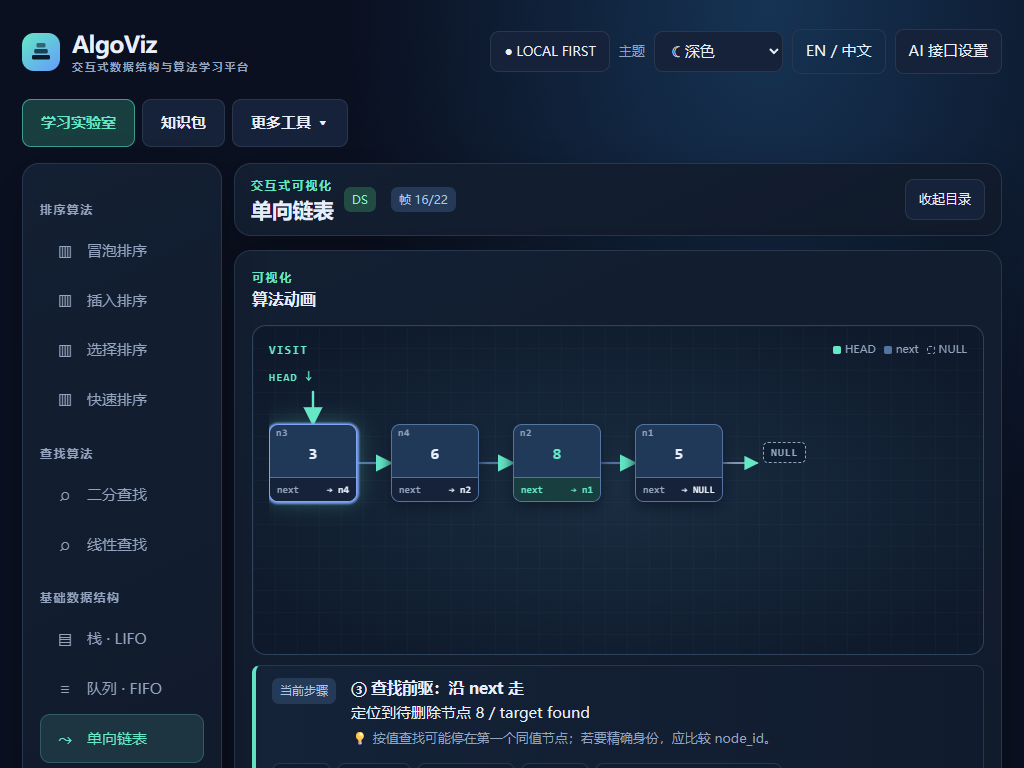 AlgoViz
交互式数据结构与算法学习平台
● LOCAL FIRST
主题
☾ 深色
EN / 中文
AI 接口设置
学习实验室
知识包
更多工具 ▾
排序算法
▥ 冒泡排序
▥ 插入排序
▥ 选择排序
▥ 快速排序
查找算法
⌕ 二分查找
⌕ 线性查找
基础数据结构
▤ 栈 · LIFO
≡ 队列 · FIFO
⤳ 单向链表
交互式可视化
单向链表
DS
帧 16/22
收起目录
可视化
算法动画
VISIT
HEAD next NULL
HEAD ↓
n3
3
next → n4
n4
6
next → n2
n2
8
next → n1
n1
5
next → NULL
NULL
当前步骤
③ 查找前驱：沿 next 走
定位到待删除节点 8 / target found
💡 按值查找可能停在第一个同值节点；若要精确身份，应比较 node_id。